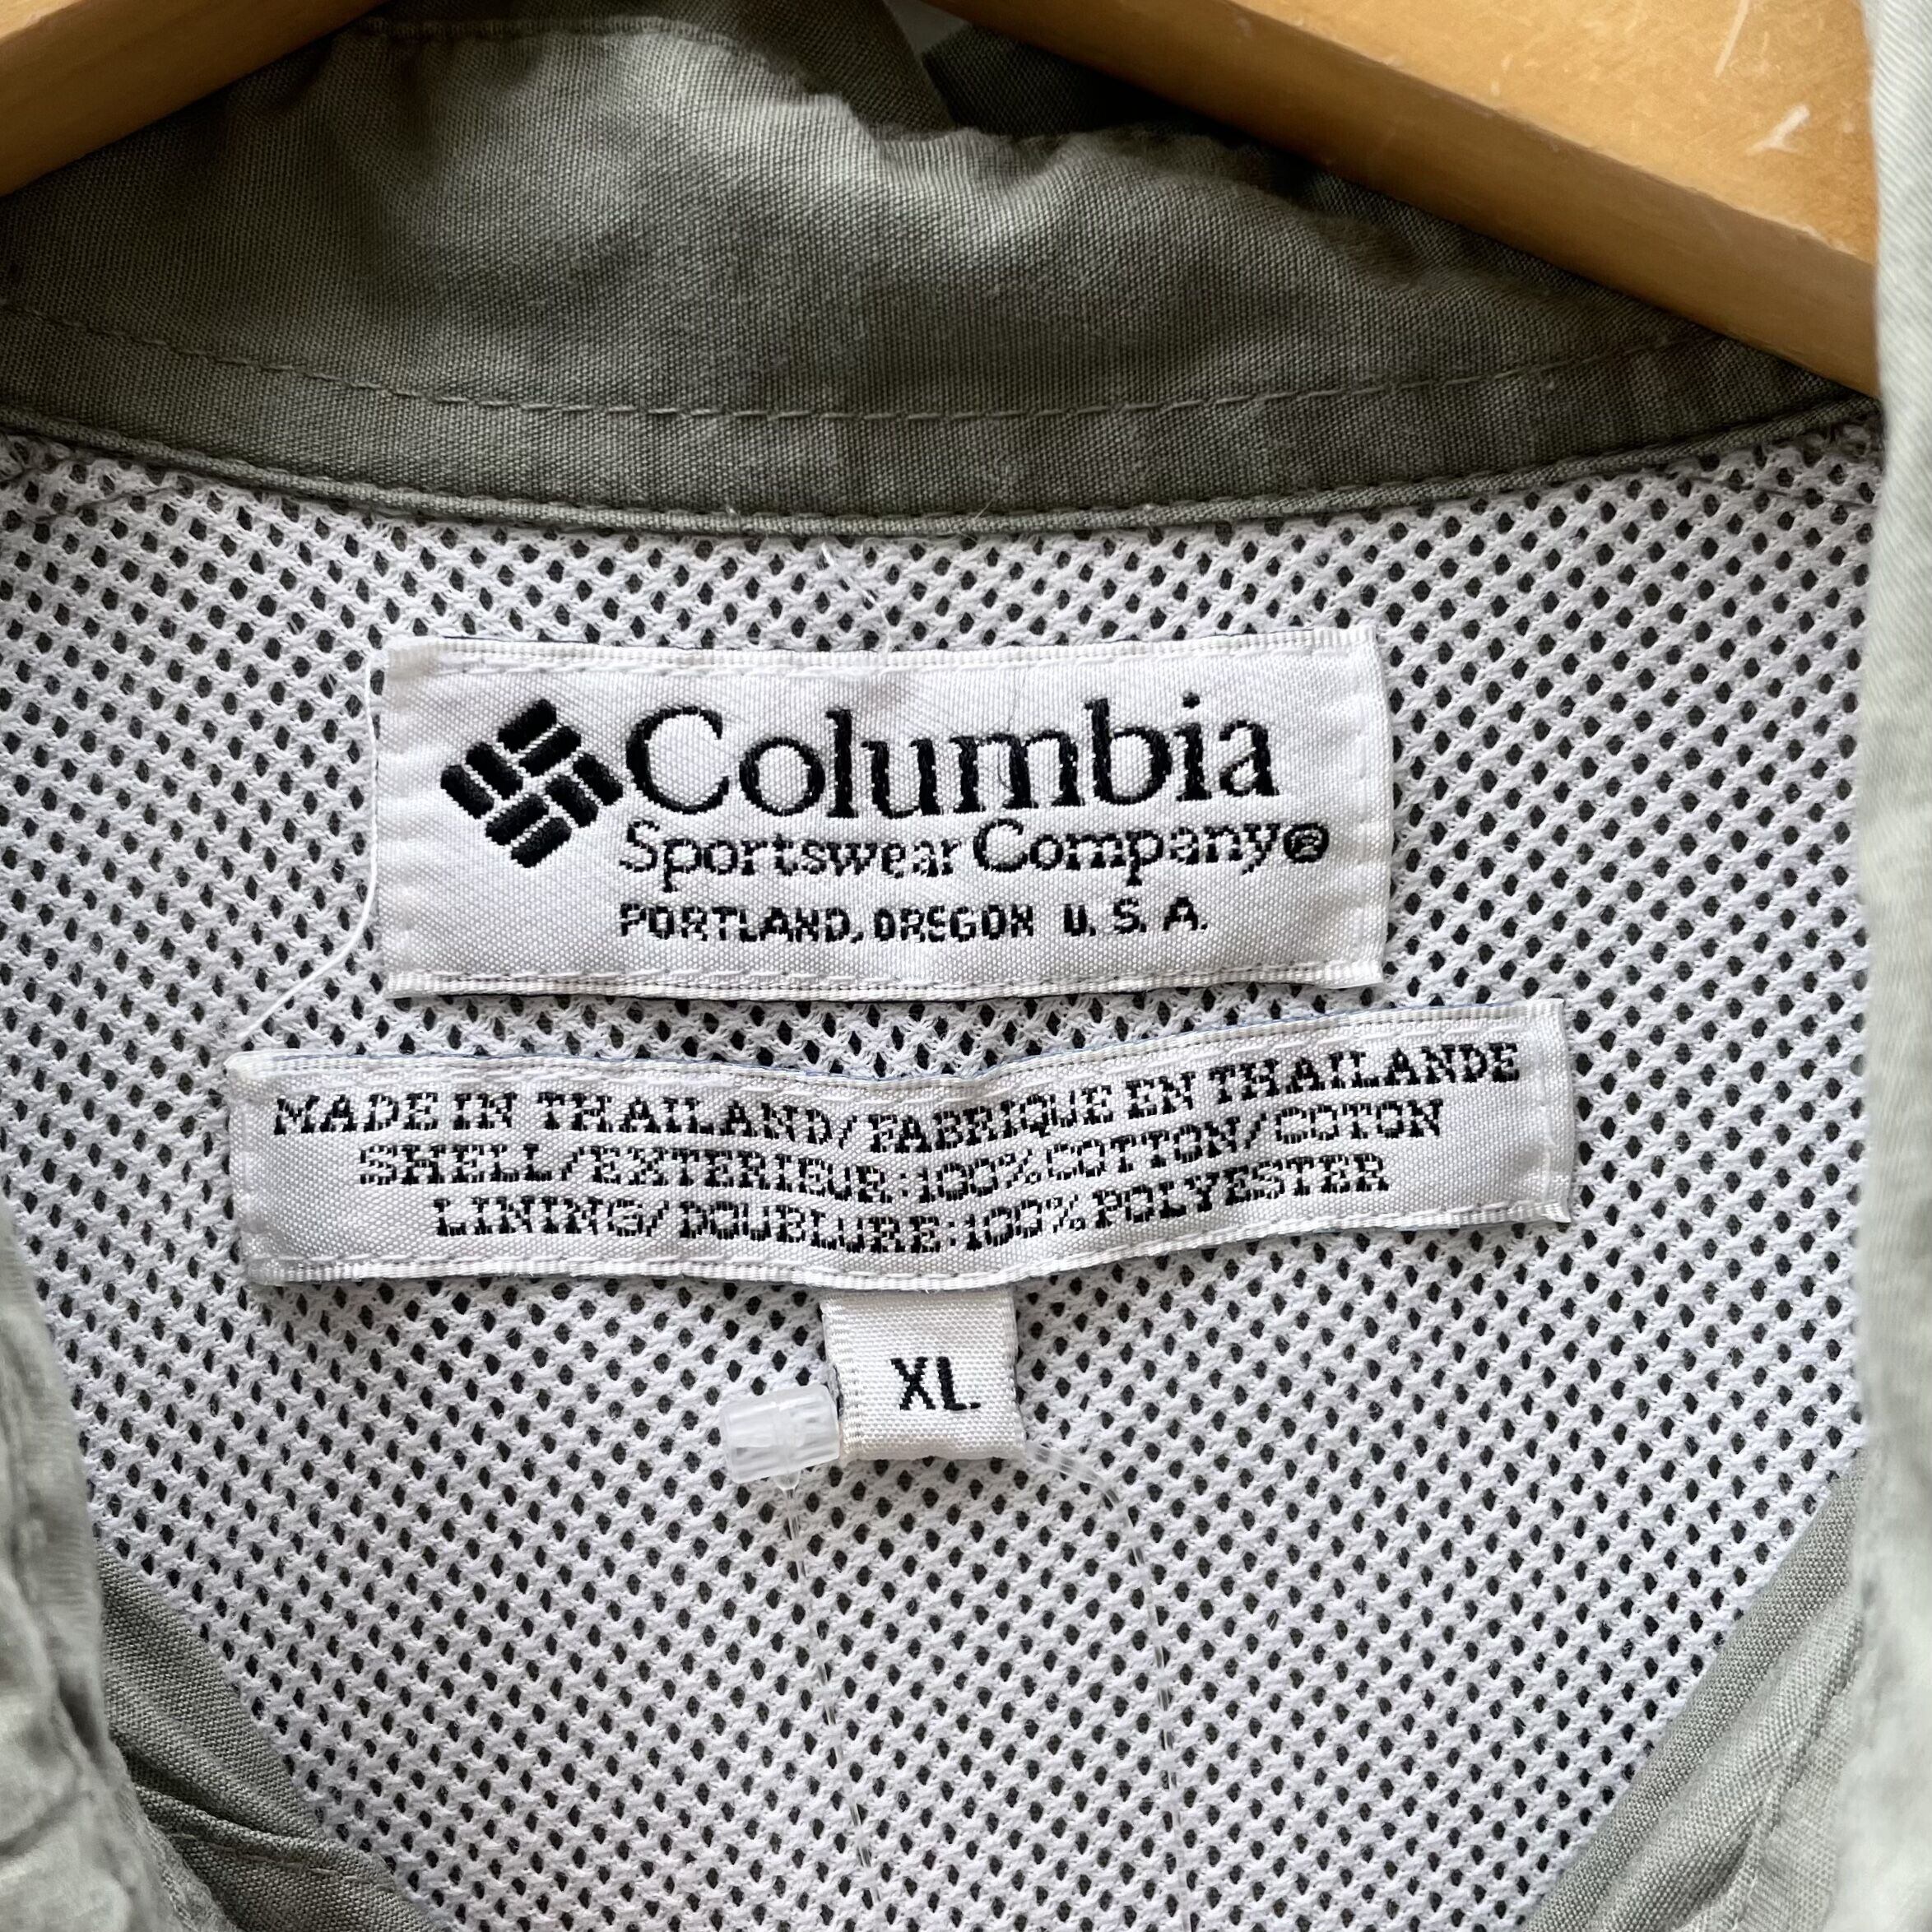 Columbia
Sportswear Company®
PORTLAND, OREGON U.S.A.
MADE IN THAILAND/FABRIQUE EN THAILANDE
SHELL/EXTERIEUR:100%COTTON/COTON
LINING/DOUBLURE:100%POLYESTER
XL